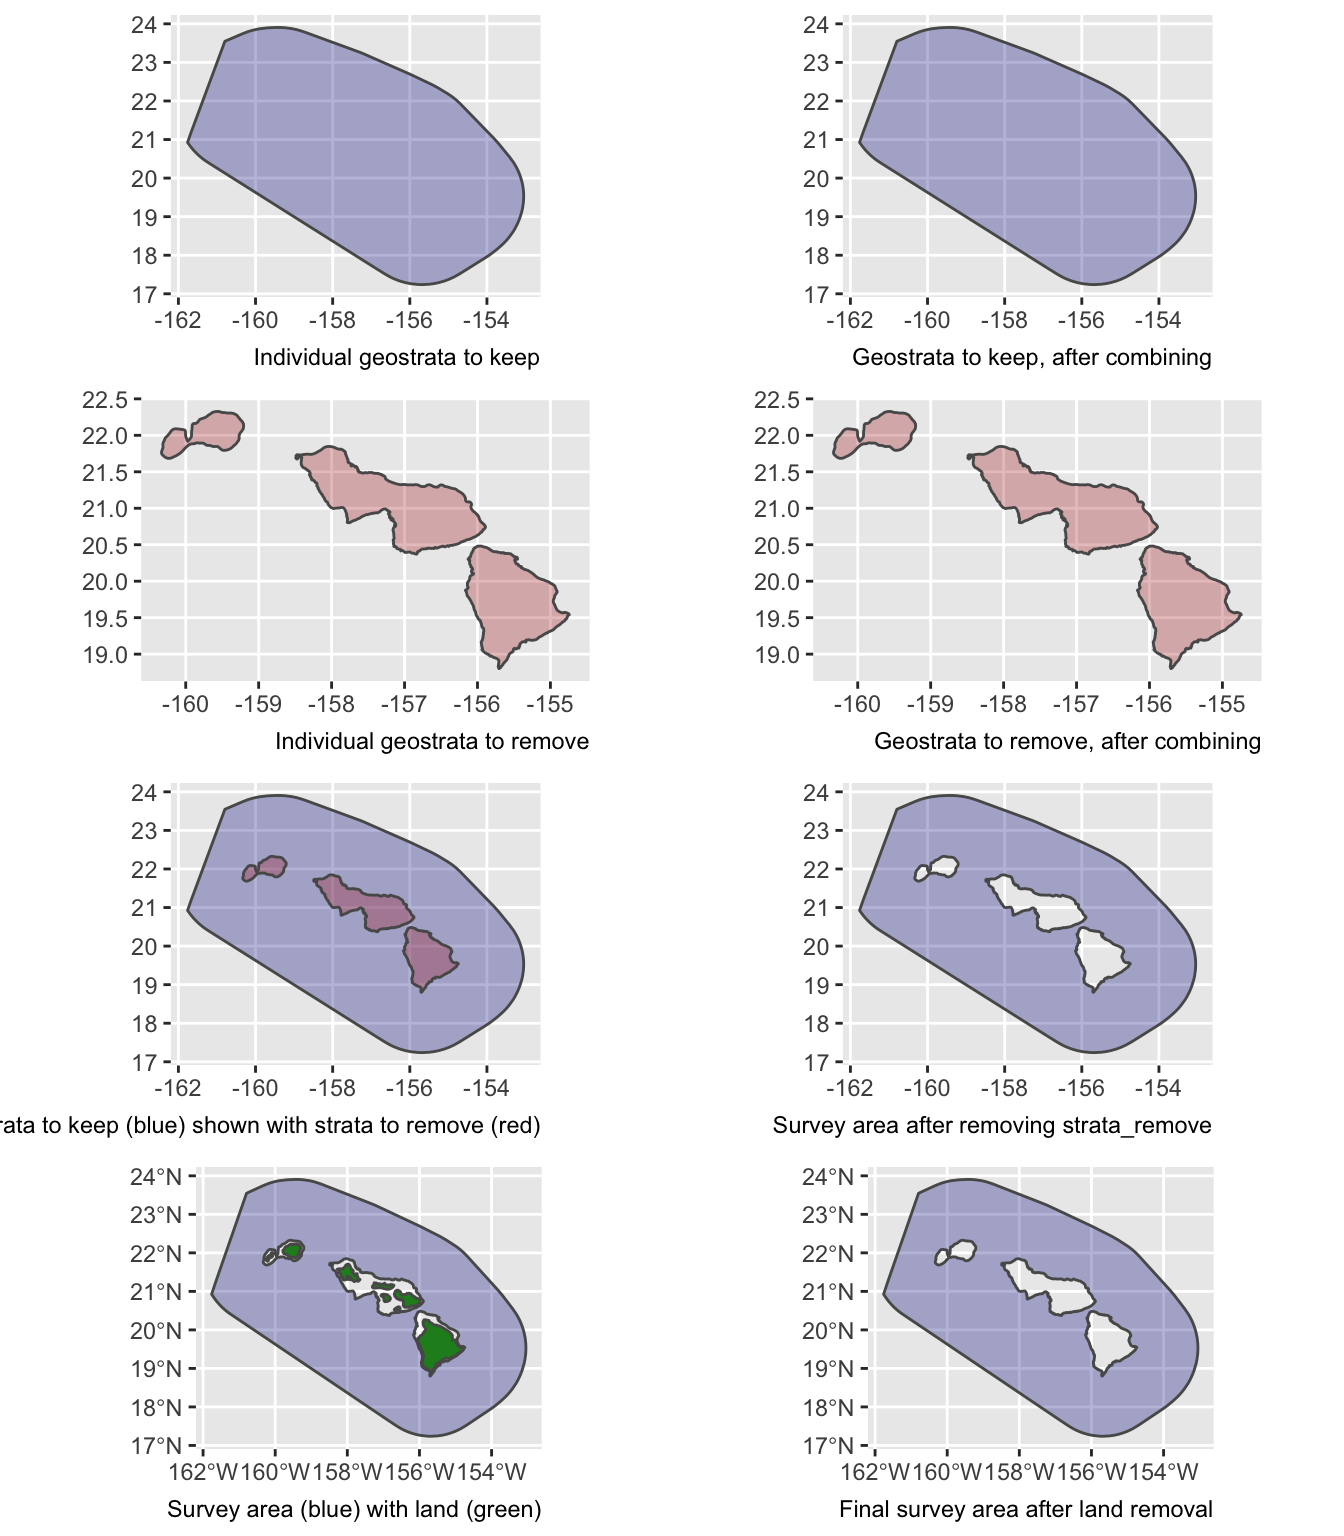 24
23
22
21
20
19
18
17
-162 -160 -158 -156 -154
Individual geostrata to keep
24
23
22
21
20
19
18
17
-162 -160 -158 -156 -154
Geostrata to keep, after combining
22.5
22.0
21.5
21.0
20.5
20.0
19.5
19.0
-160 -159 -158 -157 -156 -155
Individual geostrata to remove
22.5
22.0
21.5
21.0
20.5
20.0
19.5
19.0
-160 -159 -158 -157 -156 -155
Geostrata to remove, after combining
24
23
22
21
20
19
18
17
-162 -160 -158 -156 -154
rata to keep (blue) shown with strata to remove (red)
24
23
22
21
20
19
18
17
-162 -160 -158 -156 -154
Survey area after removing strata_remove
24°N
23°N
22°N
21°N
20°N
19°N
18°N
17°N
162°W 160°W 158°W 156°W 154°W
Survey area (blue) with land (green)
24°N
23°N
22°N
21°N
20°N
19°N
18°N
17°N
162°W 160°W 158°W 156°W 154°W
Final survey area after land removal